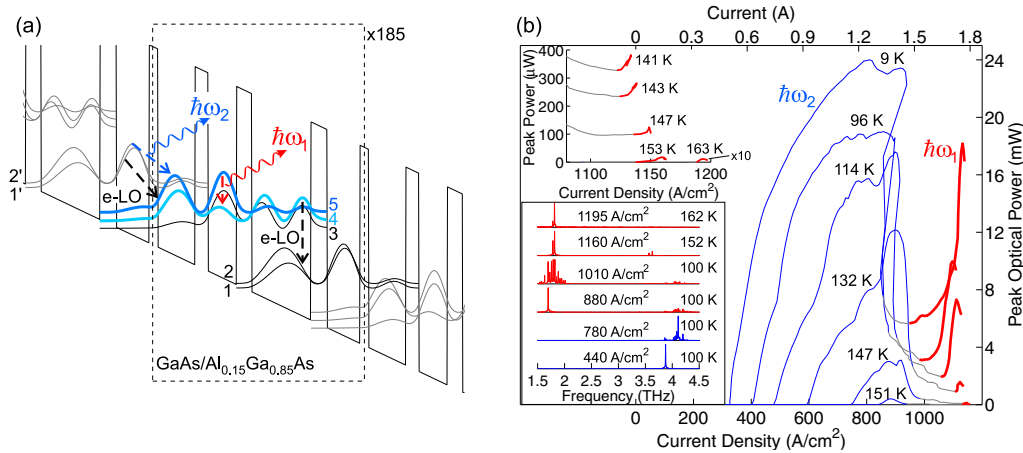 (a)
x185
ħω2
ħω1
2'
1'
e-LO
5
4
3
e-LO
2
1
GaAs/Al0.15Ga0.85As
(b)
Current (A)
0 0.3 0.6 0.9 1.2 1.5 1.8
Peak Power (μW)
400
300
200
100
0
141 K
143 K
147 K
153 K 163 K
x10
1100 1150 1200
Current Density (A/cm2)
1195 A/cm2 162 K
1160 A/cm2 152 K
1010 A/cm2 100 K
880 A/cm2 100 K
780 A/cm2 100 K
440 A/cm2 100 K
1.5 2 2.5 3 3.5 4 4.5
Frequency (THz)
ħω2
9 K
96 K
114 K
132 K
147 K
151 K
ħω1
24
20
16
12
8
4
0
Peak Optical Power (mW)
0 200 400 600 800 1000
Current Density (A/cm2)